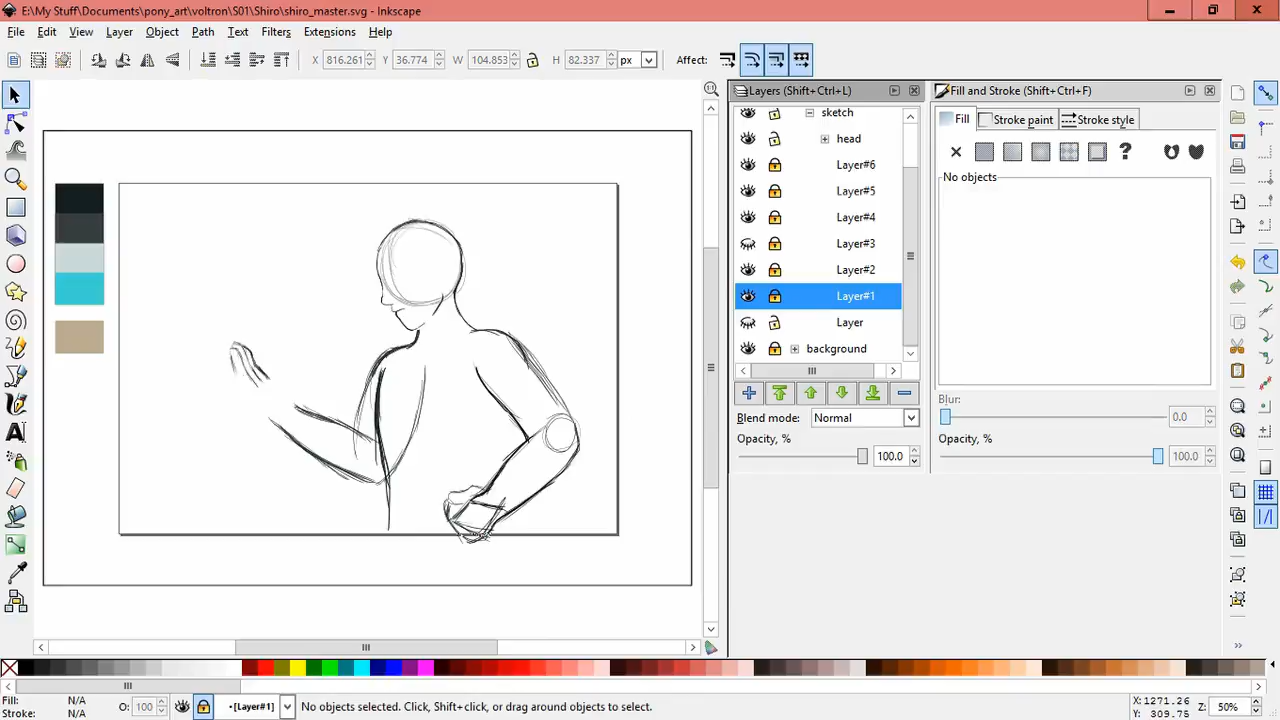 E:\My Stuff\Documents\pony_art\voltron\S01\Shiro\shiro_master.svg - Inkscape
File Edit View Layer Object Path Filters Text Filters Extensions Help
X 816.261 Y 36.774 W 104.853 H 82.337 px Affect:
Layers (Shift+Ctrl+L)
Fill and Stroke (Shift+Ctrl+F)
sketch
Fill Stroke paint Stroke style
head
Layer#6
?
No objects
Layer#5
Layer#4
Layer#3
Layer#2
Layer#1
Layer
background
Blend mode: Normal
Blur:
0.0
Opacity, %
100.0
Opacity, %
100.0
Fill: N/A
Stroke: N/A
O: 100
•[Layer#1]
No objects selected. Click, Shift+click, or drag around objects to select.
X:1271.26
Y: 309.75
Z: 50%